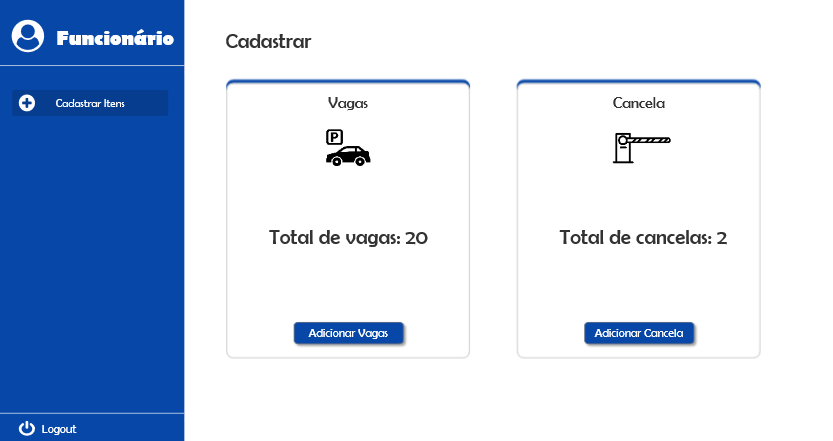 Funcionário
Cadastrar Itens
Logout
Cadastrar
Vagas
P
Total de vagas: 20
Adicionar Vagas
Cancela
Total de cancelas: 2
Adicionar Cancela